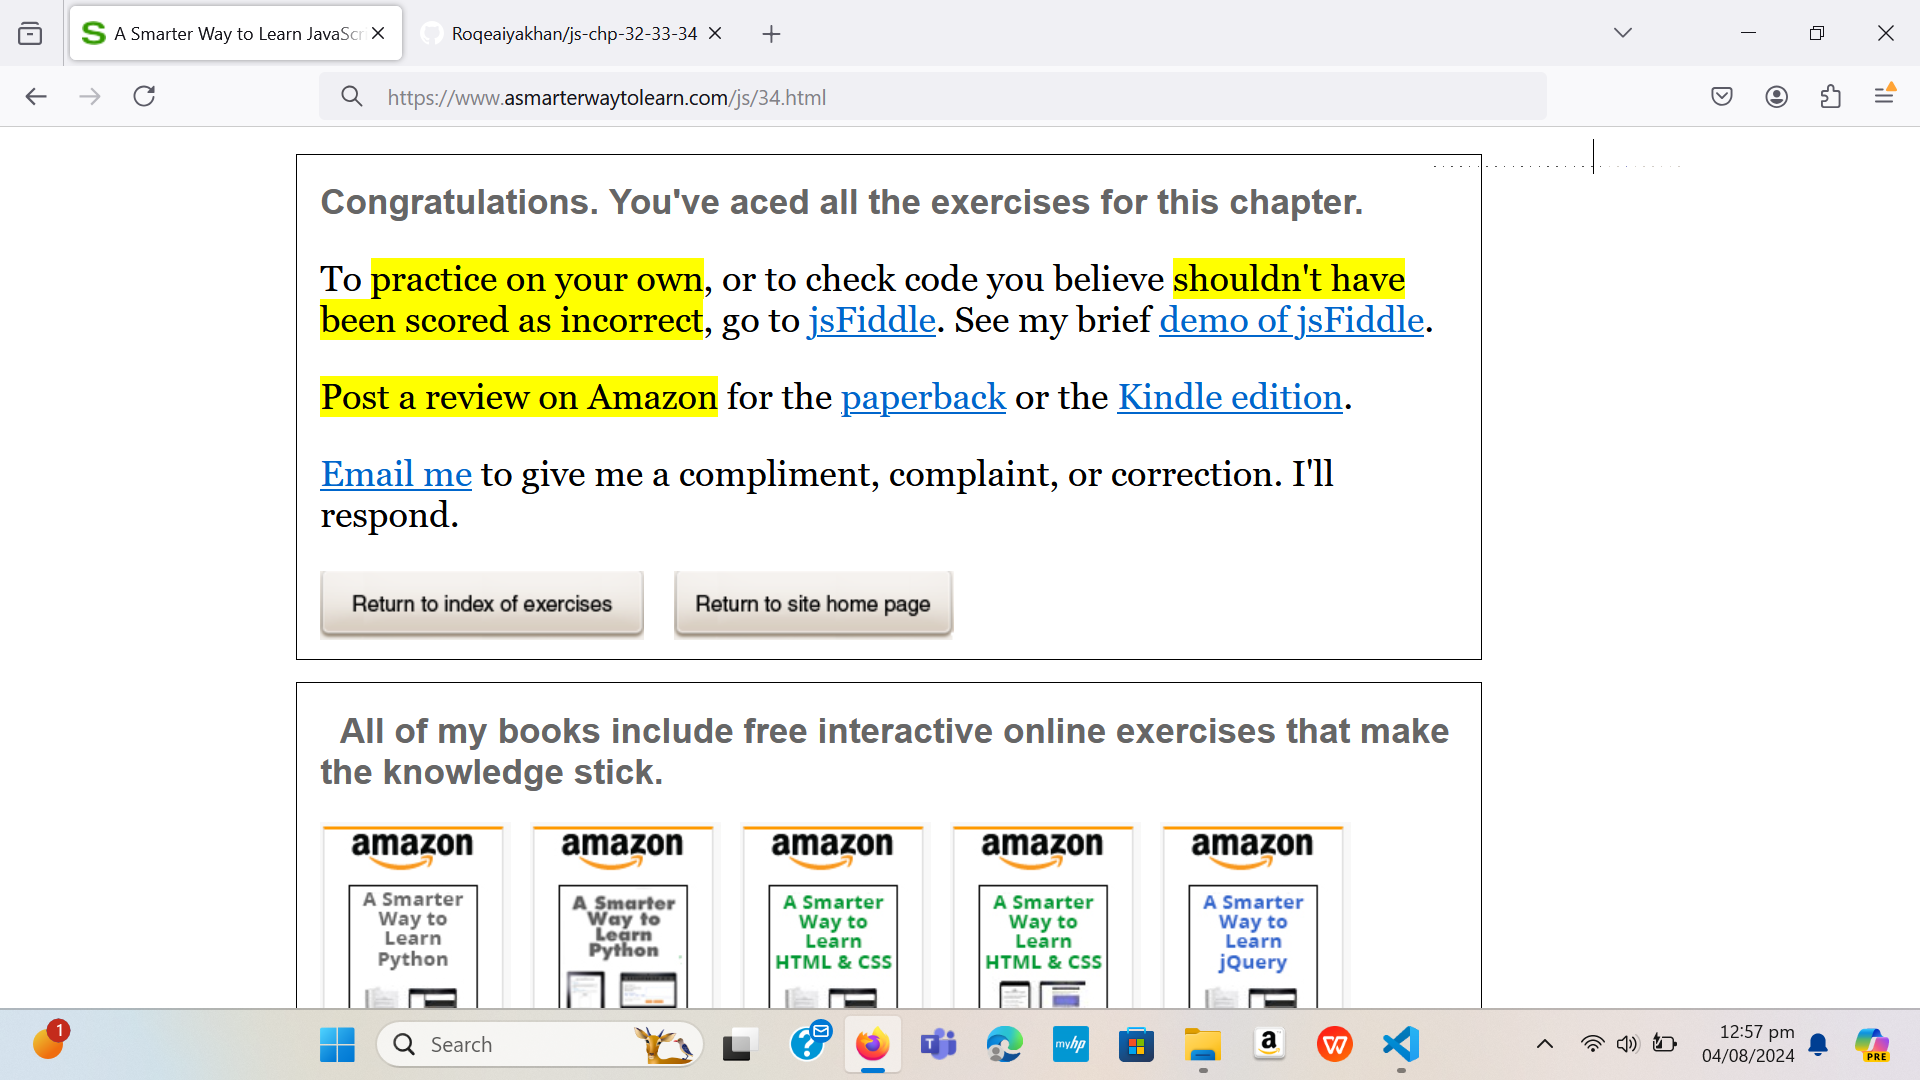 A Smarter Way to Learn JavaScri
Roqeaiyakhan/js-chp-32-33-34
https://www.asmarterwaytolearn.com/js/34.html
Congratulations. You've aced all the exercises for this chapter.
To practice on your own, or to check code you believe shouldn't have
been scored as incorrect, go to jsFiddle. See my brief demo of jsFiddle.
Post a review on Amazon for the paperback or the Kindle edition.
Email me to give me a compliment, complaint, or correction. I'll
respond.
Return to index of exercises
Return to site home page
All of my books include free interactive online exercises that make
the knowledge stick.
amazon
A Smarter
Way to
Learn
Python
amazon
A Smarter
Way to
Learn
Python
amazon
A Smarter
Way to
Learn
HTML & CSS
amazon
A Smarter
Way to
Learn
HTML & CSS
amazon
A Smarter
Way to
Learn
jQuery
1
Search
myhp
PRE
12:57 pm
04/08/2024